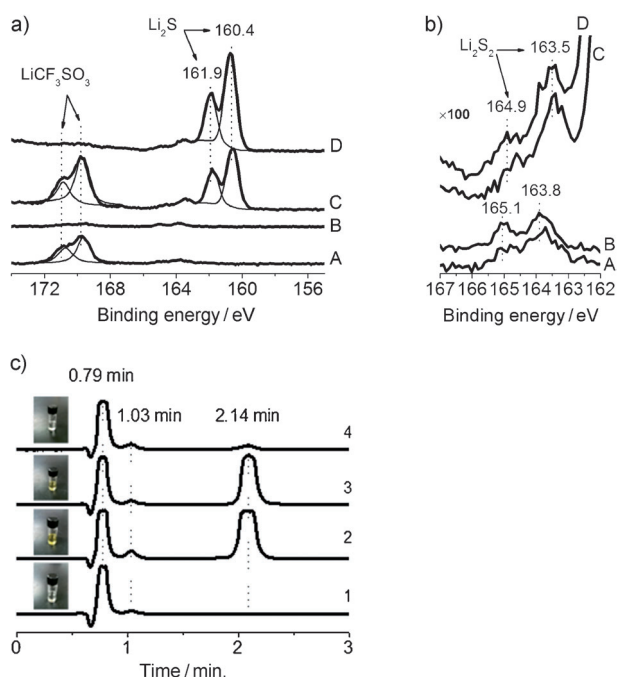 a)
Li2S
160.4
161.9
LiCF3SO3
D
C
B
A
172 168 164 160 156
Binding energy / eV
b)
D
C
Li2S2
163.5
164.9
×100
163.8
165.1
B
A
167 166 165 164 163 162
Binding energy / eV
c)
0.79 min
1.03 min
2.14 min
4
3
2
1
0 1 2 3
Time / min.